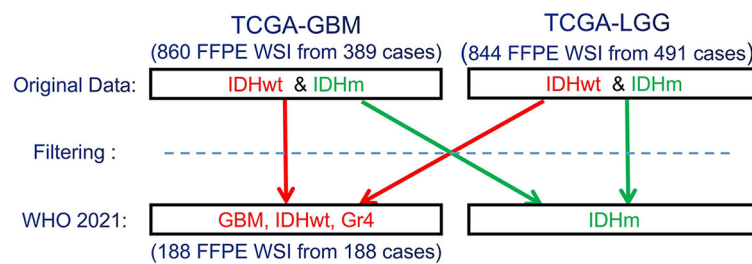 TCGA-GBM TCGA-LGG
(860 FFPE WSI from 389 cases) (844 FFPE WSI from 491 cases)
Original Data: IDHwt & IDHm IDHwt & IDHm
Filtering :
WHO 2021: GBM, IDHwt, Gr4 IDHm
(188 FFPE WSI from 188 cases)